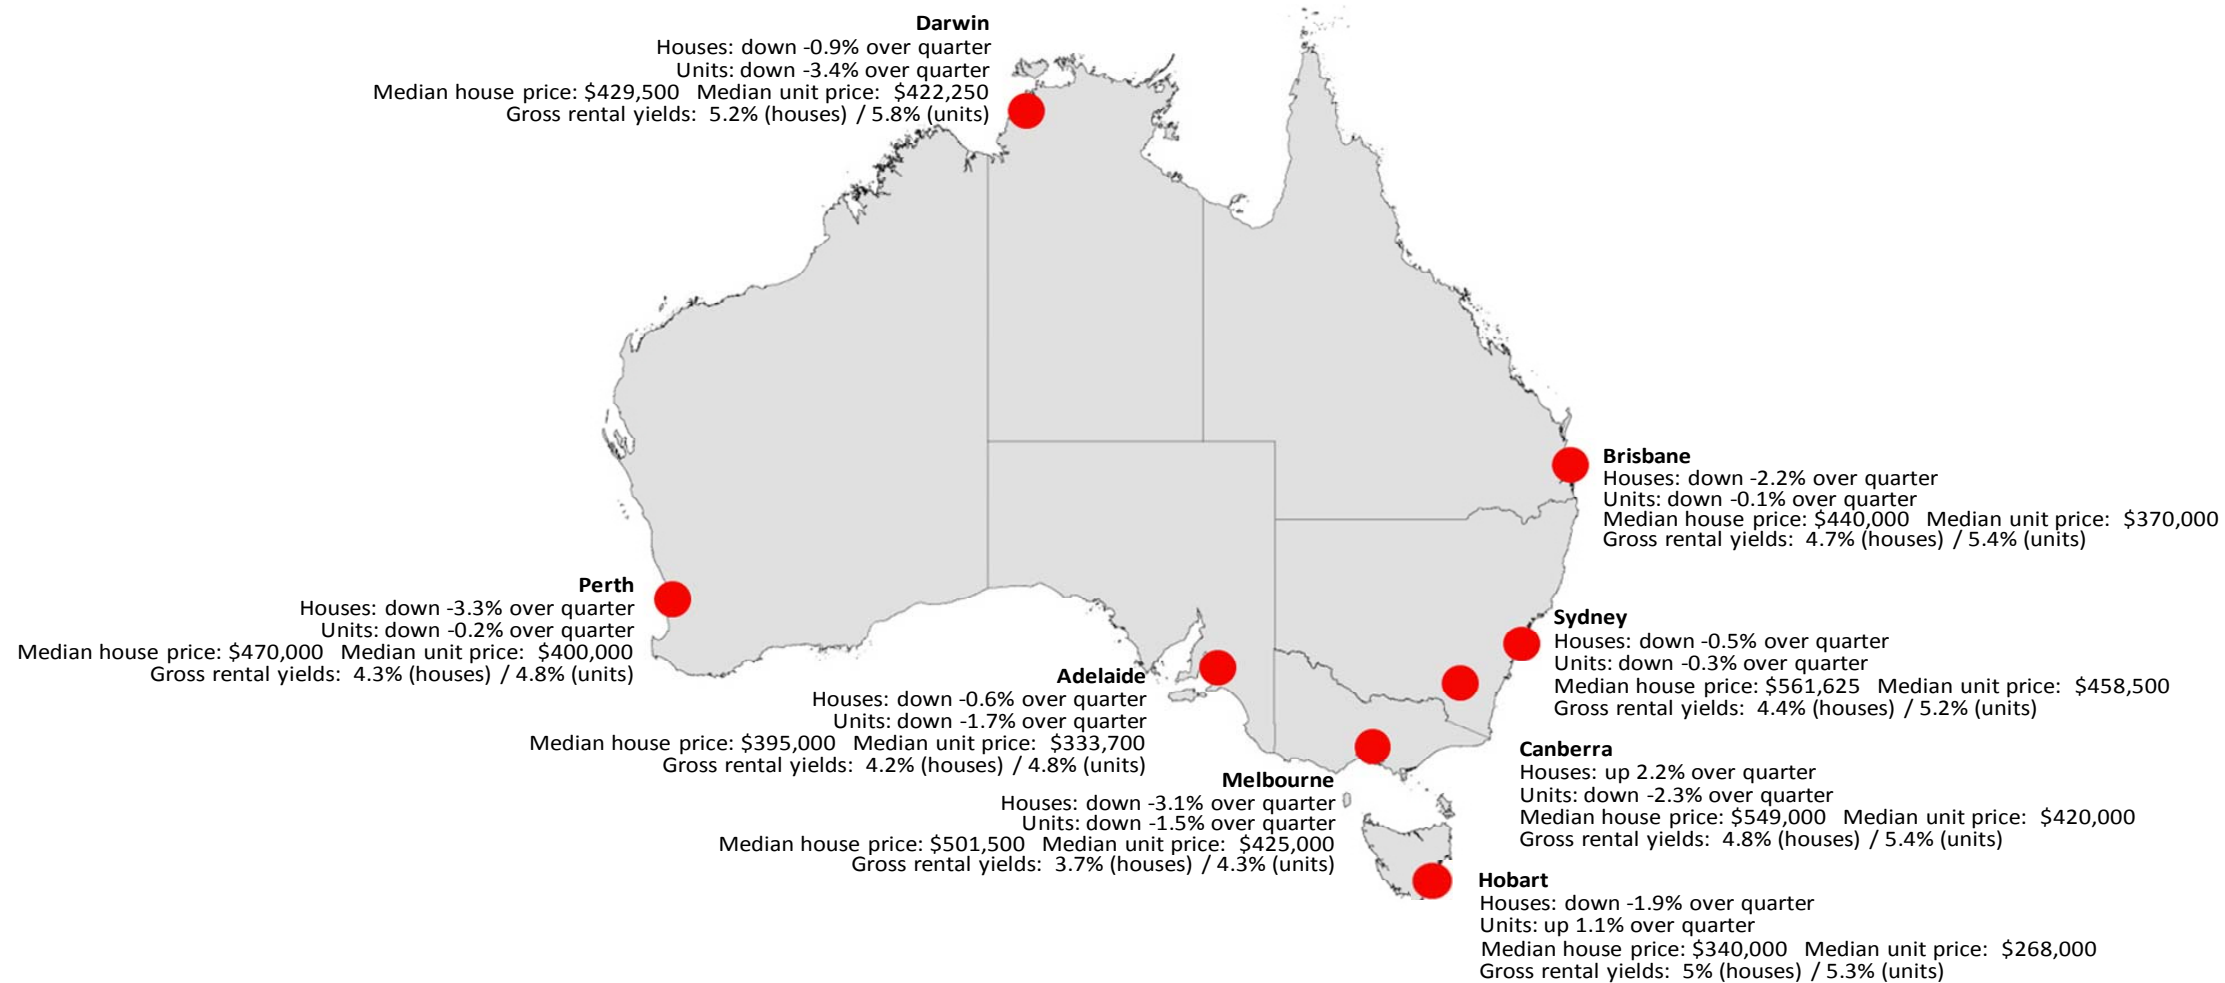 Darwin
Houses: down -0.9% over quarter
Units: down -3.4% over quarter
Median house price: $429,500 Median unit price: $422,250
Gross rental yields: 5.2% (houses) / 5.8% (units)
Brisbane
Houses: down -2.2% over quarter
Units: down -0.1% over quarter
Median house price: $440,000 Median unit price: $370,000
Gross rental yields: 4.7% (houses) / 5.4% (units)
Perth
Houses: down -3.3% over quarter
Units: down -0.2% over quarter
Median house price: $470,000 Median unit price: $400,000
Gross rental yields: 4.3% (houses) / 4.8% (units)
Sydney
Houses: down -0.5% over quarter
Units: down -0.3% over quarter
Median house price: $561,625 Median unit price: $458,500
Gross rental yields: 4.4% (houses) / 5.2% (units)
Adelaide
Houses: down -0.6% over quarter
Units: down -1.7% over quarter
Median house price: $395,000 Median unit price: $333,700
Gross rental yields: 4.2% (houses) / 4.8% (units)
Canberra
Houses: up 2.2% over quarter
Units: down -2.3% over quarter
Median house price: $549,000 Median unit price: $420,000
Gross rental yields: 4.8% (houses) / 5.4% (units)
Melbourne
Houses: down -3.1% over quarter
Units: down -1.5% over quarter
Median house price: $501,500 Median unit price: $425,000
Gross rental yields: 3.7% (houses) / 4.3% (units)
Hobart
Houses: down -1.9% over quarter
Units: up 1.1% over quarter
Median house price: $340,000 Median unit price: $268,000
Gross rental yields: 5% (houses) / 5.3% (units)